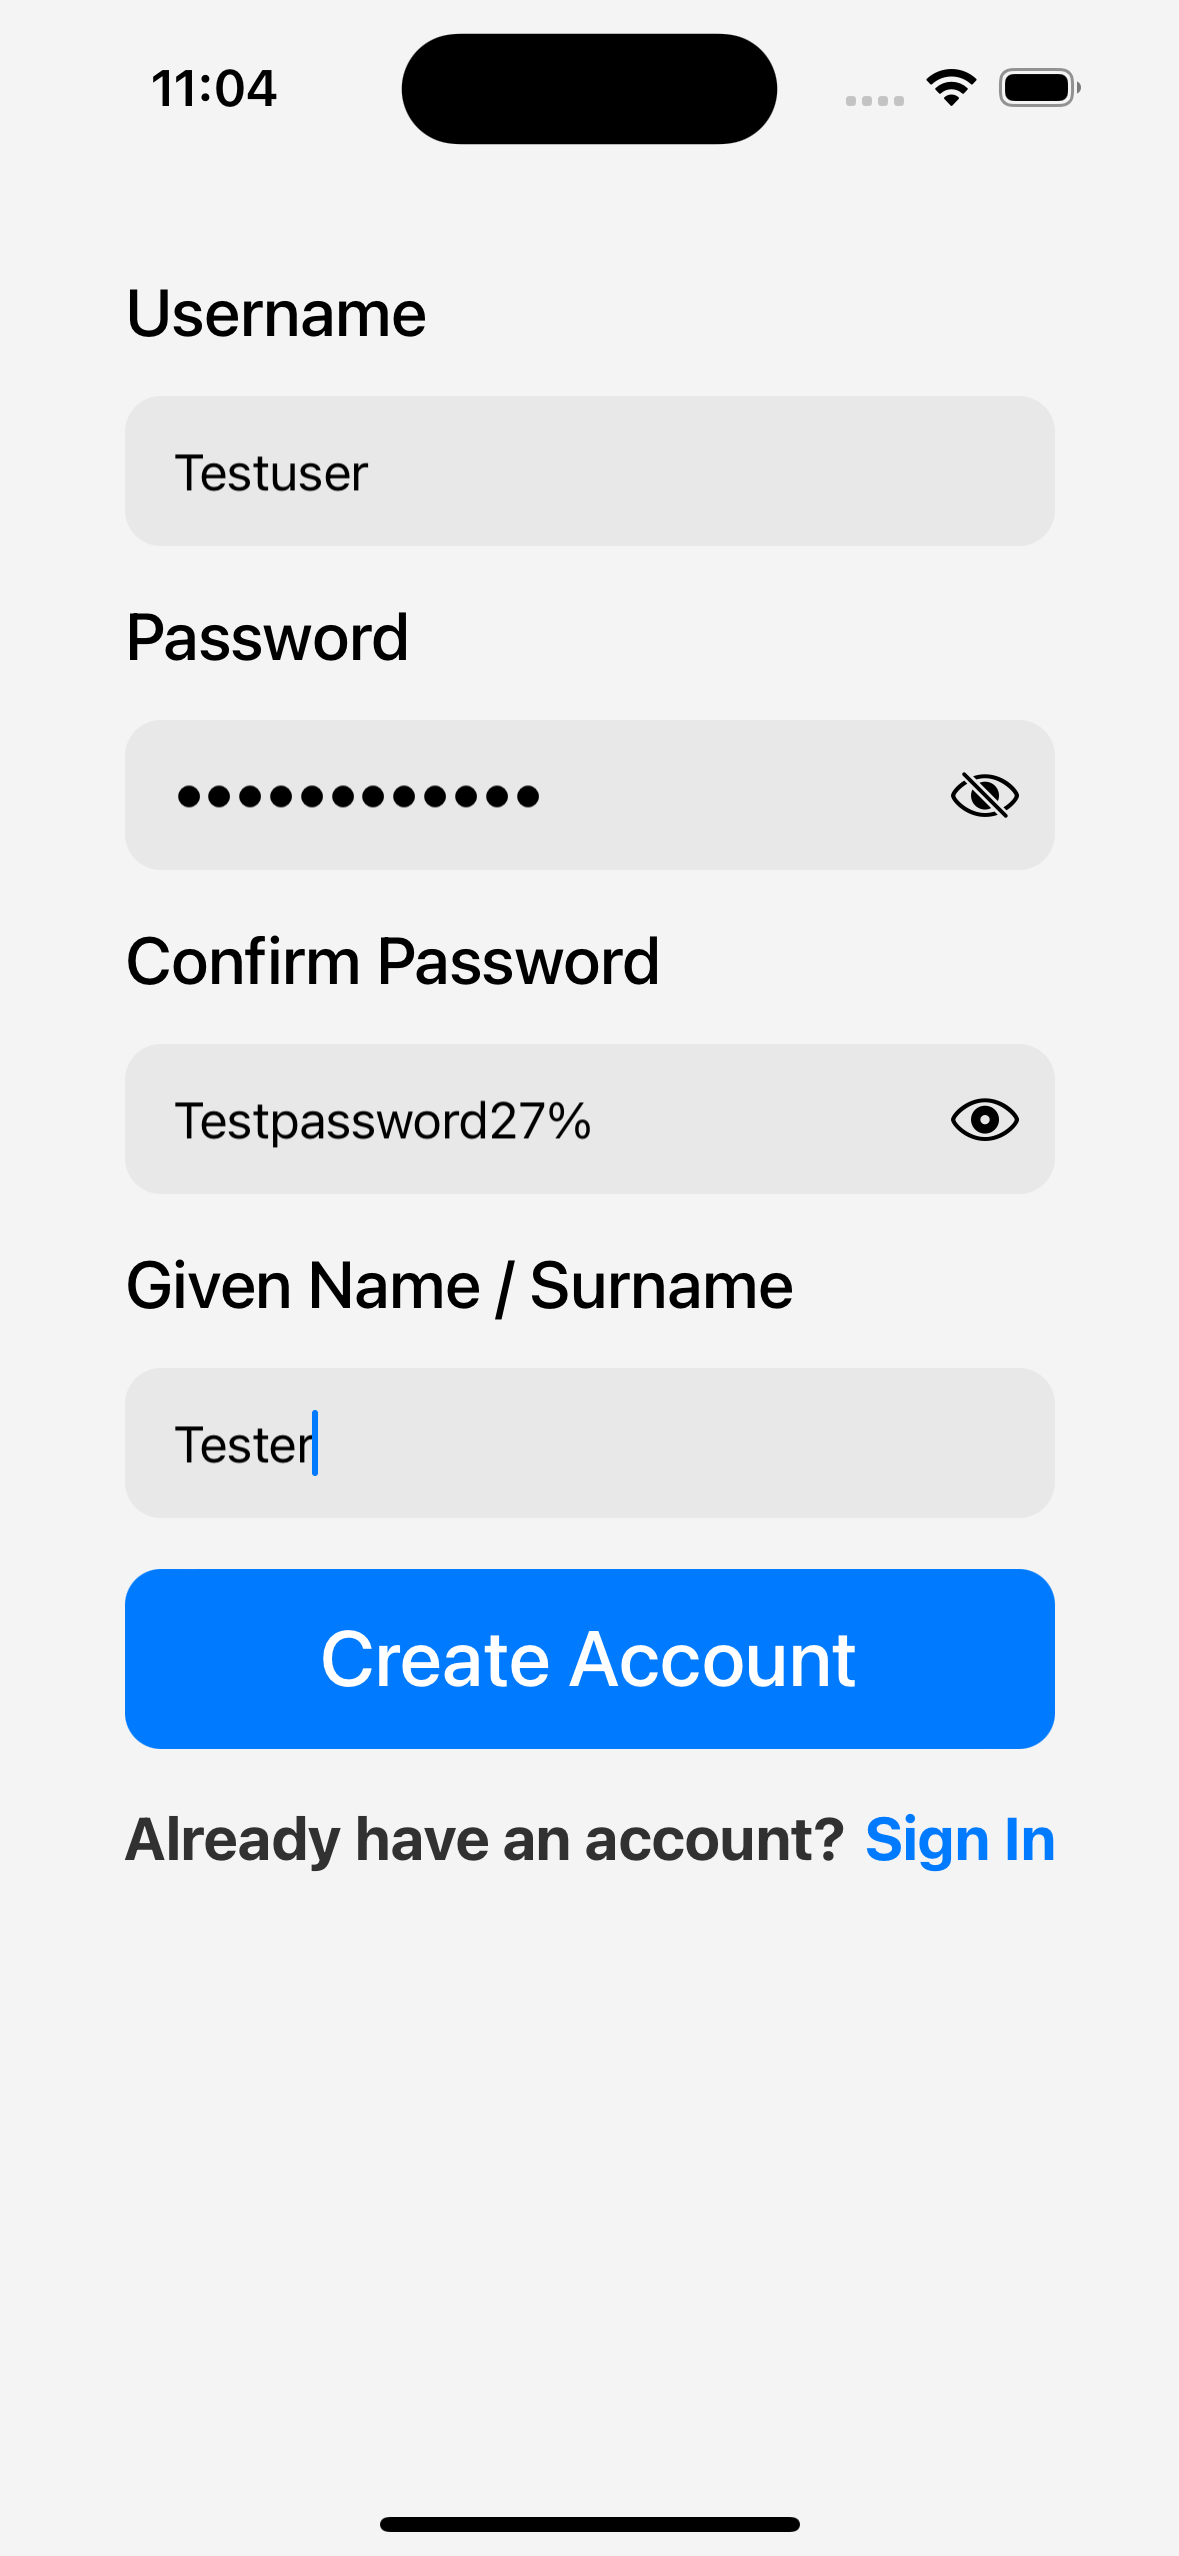 11:04
Username
Testuser
Password
••••••••••••
Confirm Password
Testpassword27%
Given Name / Surname
Tester
Create Account
Already have an account? Sign In